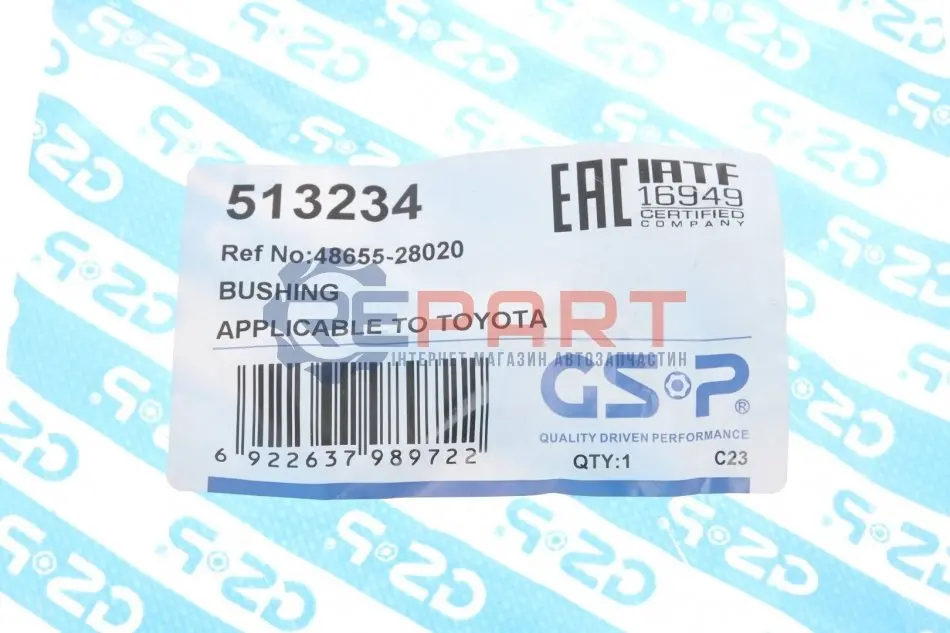 513234
EAC
IATF
16949
CERTIFIED
COMPANY
Ref No:48655-28020
BUSHING
APPLICABLE TO TOYOTA
REPART
ІНТЕРНЕТ МАГАЗИН АВТОЗАПЧАСТИН
GSP®
QUALITY DRIVEN PERFORMANCE
QTY:1 C23
6 922637 989722